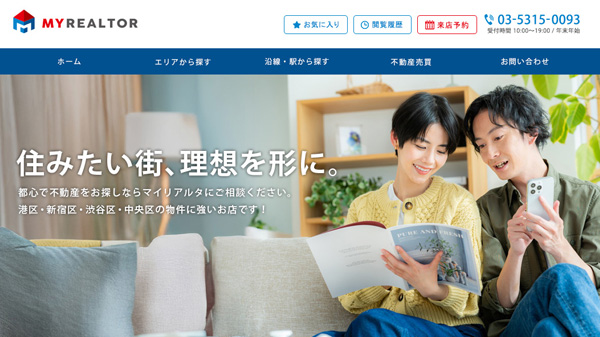 MYREALTOR
お気に入り
閲覧履歴
来店予約
03-5315-0093
受付時間 10:00〜19:00 / 年末年始
ホーム
エリアから探す
沿線・駅から探す
不動産売買
お問い合わせ
住みたい街、理想を形に。
都心で不動産をお探しならマイリアルタにご相談ください。
港区・新宿区・渋谷区・中央区の物件に強いお店です！
PURE AND FRESH